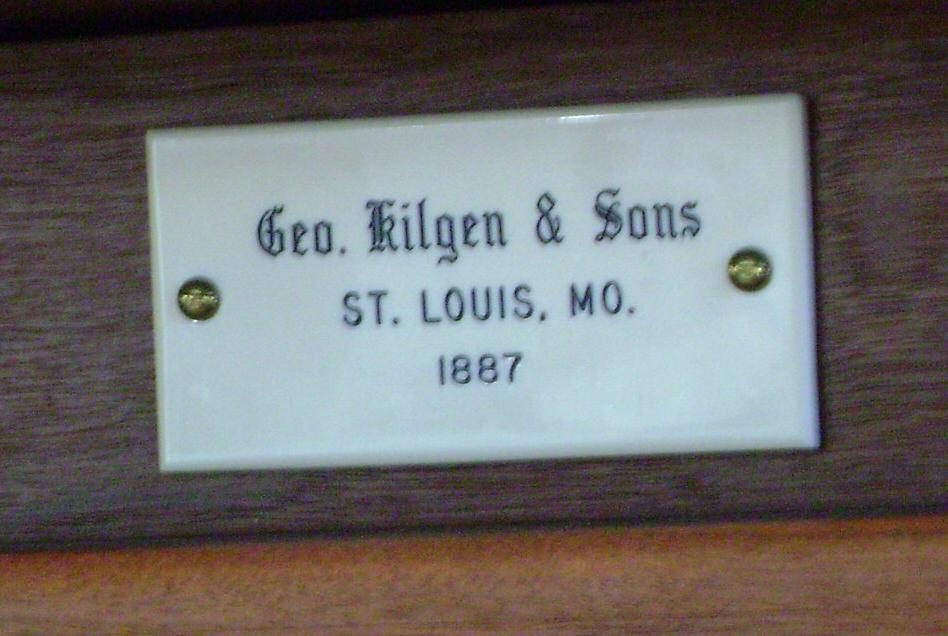 Geo. Kilgen & Sons
ST. LOUIS, MO.
1887